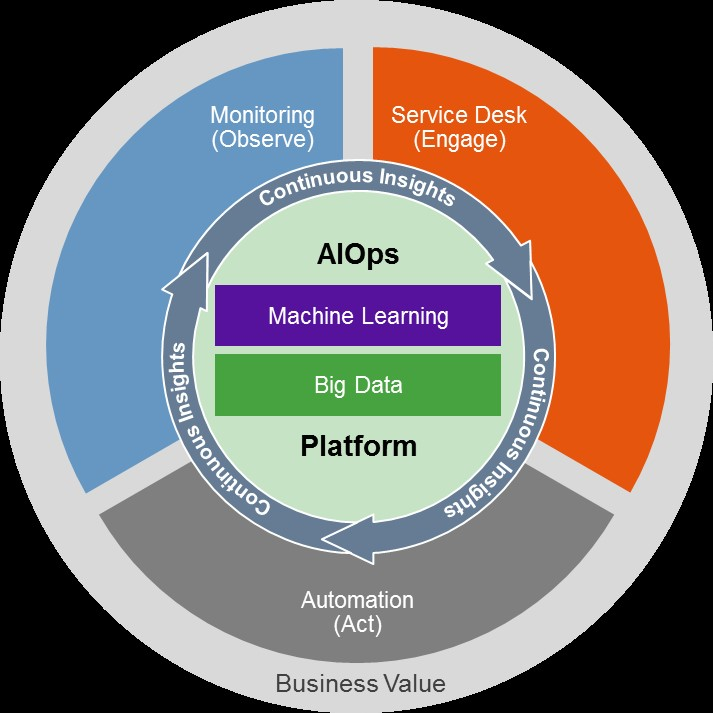 Monitoring
(Observe)
Service Desk
(Engage)
Continuous Insights
AIOps
Machine Learning
Big Data
Platform
Continuous Insights
Continuous Insights
Automation
(Act)
Business Value